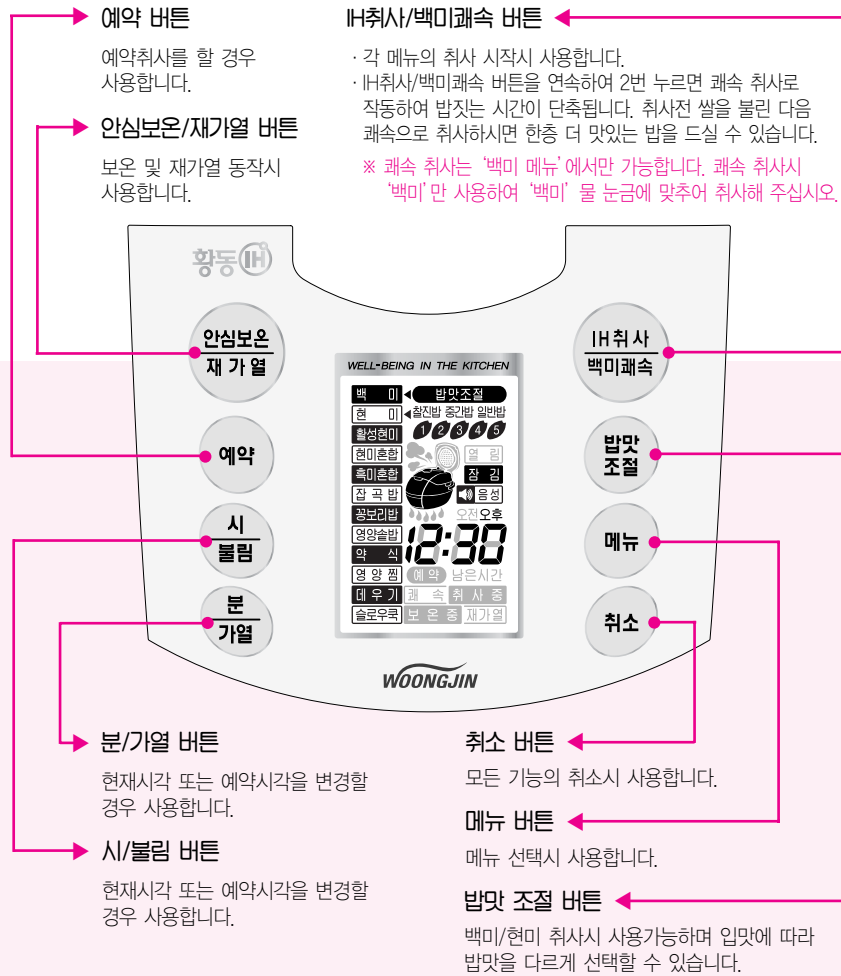 예약 버튼
예약취사를 할 경우
사용합니다.
안심보온/재가열 버튼
보온 및 재가열 동작시
사용합니다.
IH취사/백미쾌속 버튼
· 각 메뉴의 취사 시작시 사용합니다.
· IH취사/백미쾌속 버튼을 연속하여 2번 누르면 쾌속 취사로
작동하여 밥짓는 시간이 단축됩니다. 취사전 쌀을 불린 다음
쾌속으로 취사하시면 한층 더 맛있는 밥을 드실 수 있습니다.
※ 쾌속 취사는 '백미 메뉴'에서만 가능합니다. 쾌속 취사시
'백미'만 사용하여 '백미' 물 눈금에 맞추어 취사해 주십시오.
황동IH
안심보온
재가열
예약
시
불림
분
가열
WELL-BEING IN THE KITCHEN
백미
현미
활성현미
현미혼합
흑미혼합
잡곡밥
꽁보리밥
영양솥밥
약식
영양찜
데우기
슬로우쿡
밥맛조절
찰진밥 중간밥 일반밥
1 2 3 4 5
열림
잠김
음성
오전오후
12:30
예약 남은시간
쾌속 취사중
보온중 재가열
WOONGJIN
IH취사
백미쾌속
밥맛
조절
메뉴
취소
분/가열 버튼
현재시각 또는 예약시각을 변경할
경우 사용합니다.
시/불림 버튼
현재시각 또는 예약시각을 변경할
경우 사용합니다.
취소 버튼
모든 기능의 취소시 사용합니다.
메뉴 버튼
메뉴 선택시 사용합니다.
밥맛 조절 버튼
백미/현미 취사시 사용가능하며 입맛에 따라
밥맛을 다르게 선택할 수 있습니다.